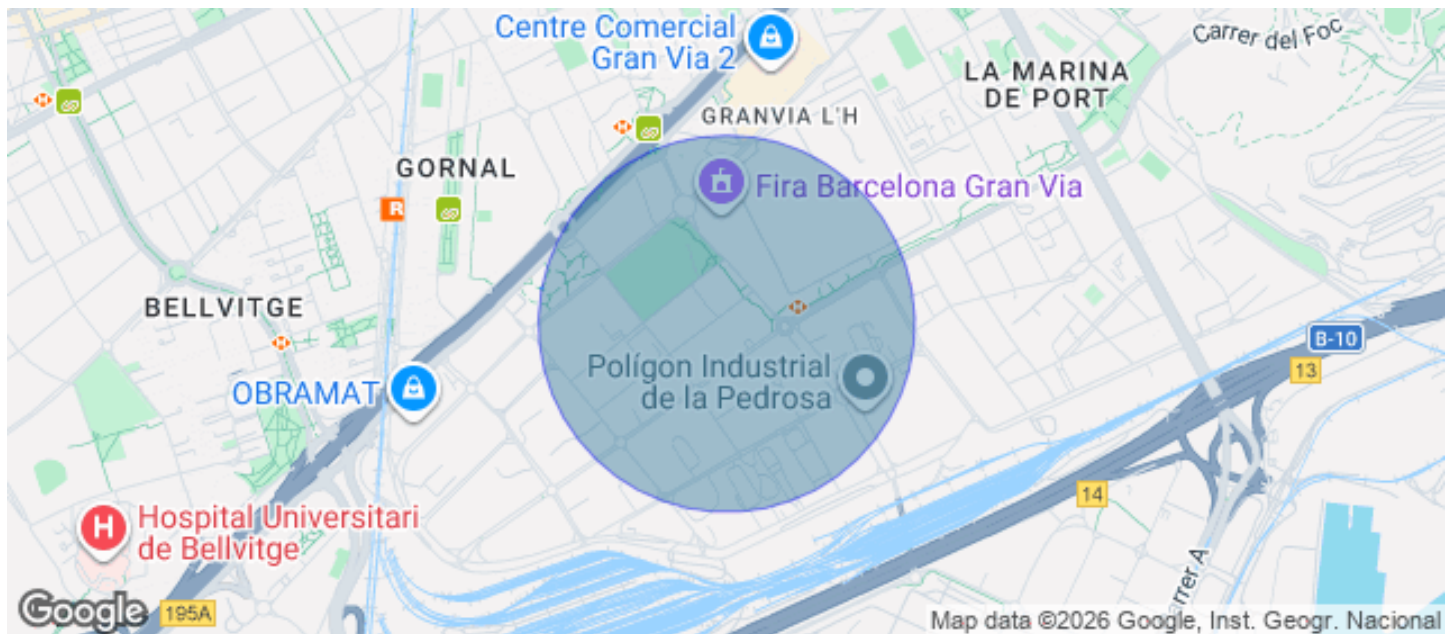 Centre Comercial
Gran Via 2
Carrer del Foc
LA MARINA
DE PORT
GRANVIA L'H
GORNAL
R
Fira Barcelona Gran Via
BELLVITGE
B-10
13
Polígon Industrial
de la Pedrosa
OBRAMAT
14
H
Hospital Universitari
de Bellvitge
Carrer A
Google
195A
Map data ©2026 Google, Inst. Geogr. Nacional